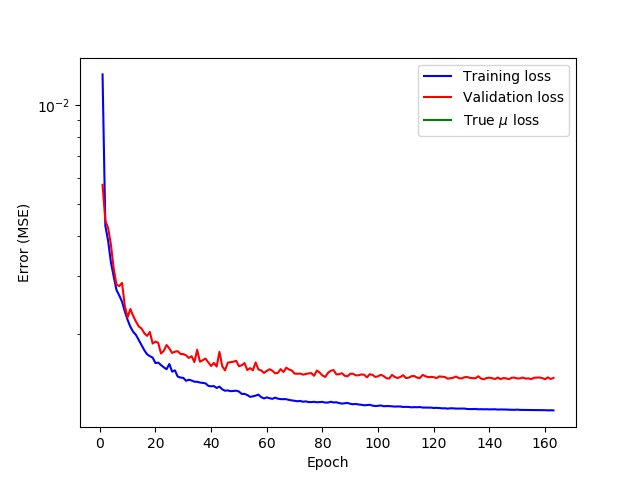 Training loss
Validation loss
True μ loss
10⁻²
Error (MSE)
0 20 40 60 80 100 120 140 160
Epoch